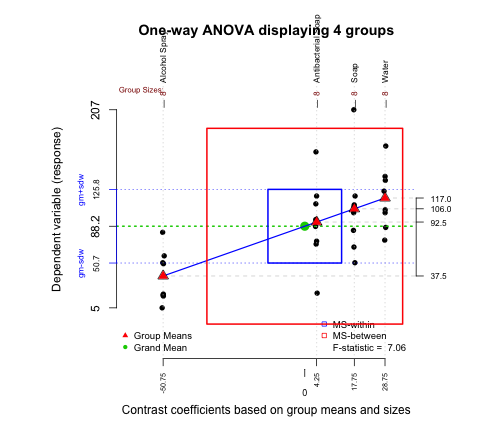 One-way ANOVA displaying 4 groups
Alcohol Spray
Antibacterial Soap
Soap
Water
Group Sizes:
8
8
8
8
Dependent variable (response)
207
125.8
88.2
50.7
5
gm+sdw
gm-sdw
117.0
106.0
92.5
37.5
Group Means
Grand Mean
MS-within
MS-between
F-statistic = 7.06
-50.75
0
4.25
17.75
28.75
Contrast coefficients based on group means and sizes